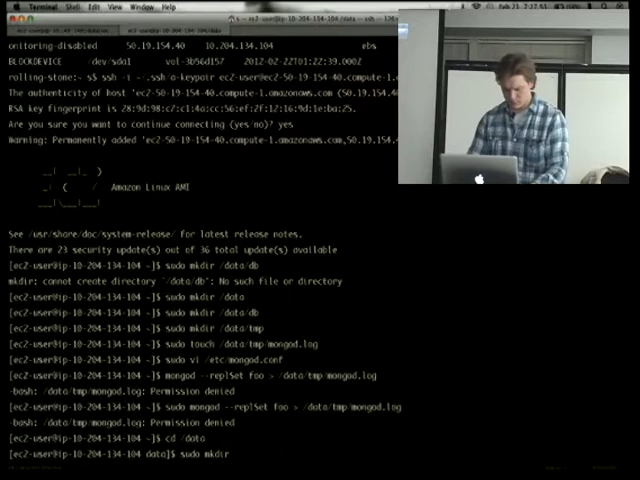 Terminal Shell Edit View Window Help
onitoring-disabled 50.19.154.40 10.204.134.104 ebs
BLOCKDEVICE /dev/sda1 vol-3b56d157 2012-02-22T01:22:39.000Z
rolling-stone:~ $ ssh -i ~/.ssh/a-keypair ec2-user@ec2-50-19-154-40.compute-1
The authenticity of host 'ec2-50-19-154-40.compute-1.amazonaws.com (50.19.154.40
RSA key fingerprint is
Are you sure you want to continue connecting (yes/no)? yes
Warning: Permanently added 'ec2-50-19-154-40.compute-1.amazonaws.com,50.19.15
__| __|_ )
_| ( / Amazon Linux AMI
___|\___|___|
See /usr/share/doc/system-release/ for latest release notes.
There are 23 security update(s) out of 36 total update(s) available
[ec2-user@ip-10-204-134-104 ~]$ sudo mkdir /data/db
mkdir: cannot create directory `/data/db': No such file or directory
[ec2-user@ip-10-204-134-104 ~]$ sudo mkdir /data
[ec2-user@ip-10-204-134-104 ~]$ sudo mkdir /data/db
[ec2-user@ip-10-204-134-104 ~]$ sudo mkdir /data/tmp
[ec2-user@ip-10-204-134-104 ~]$ sudo touch /data/tmp/mongod.log
[ec2-user@ip-10-204-134-104 ~]$ sudo vi /etc/mongod.conf
[ec2-user@ip-10-204-134-104 ~]$ mongod --replSet foo > /data/tmp/mongod.log
-bash: /data/tmp/mongod.log: Permission denied
[ec2-user@ip-10-204-134-104 ~]$ sudo mongod --replSet foo > /data/tmp/mongod.log
-bash: /data/tmp/mongod.log: Permission denied
[ec2-user@ip-10-204-134-104 ~]$ cd /data
[ec2-user@ip-10-204-134-104 data]$ sudo mkdir